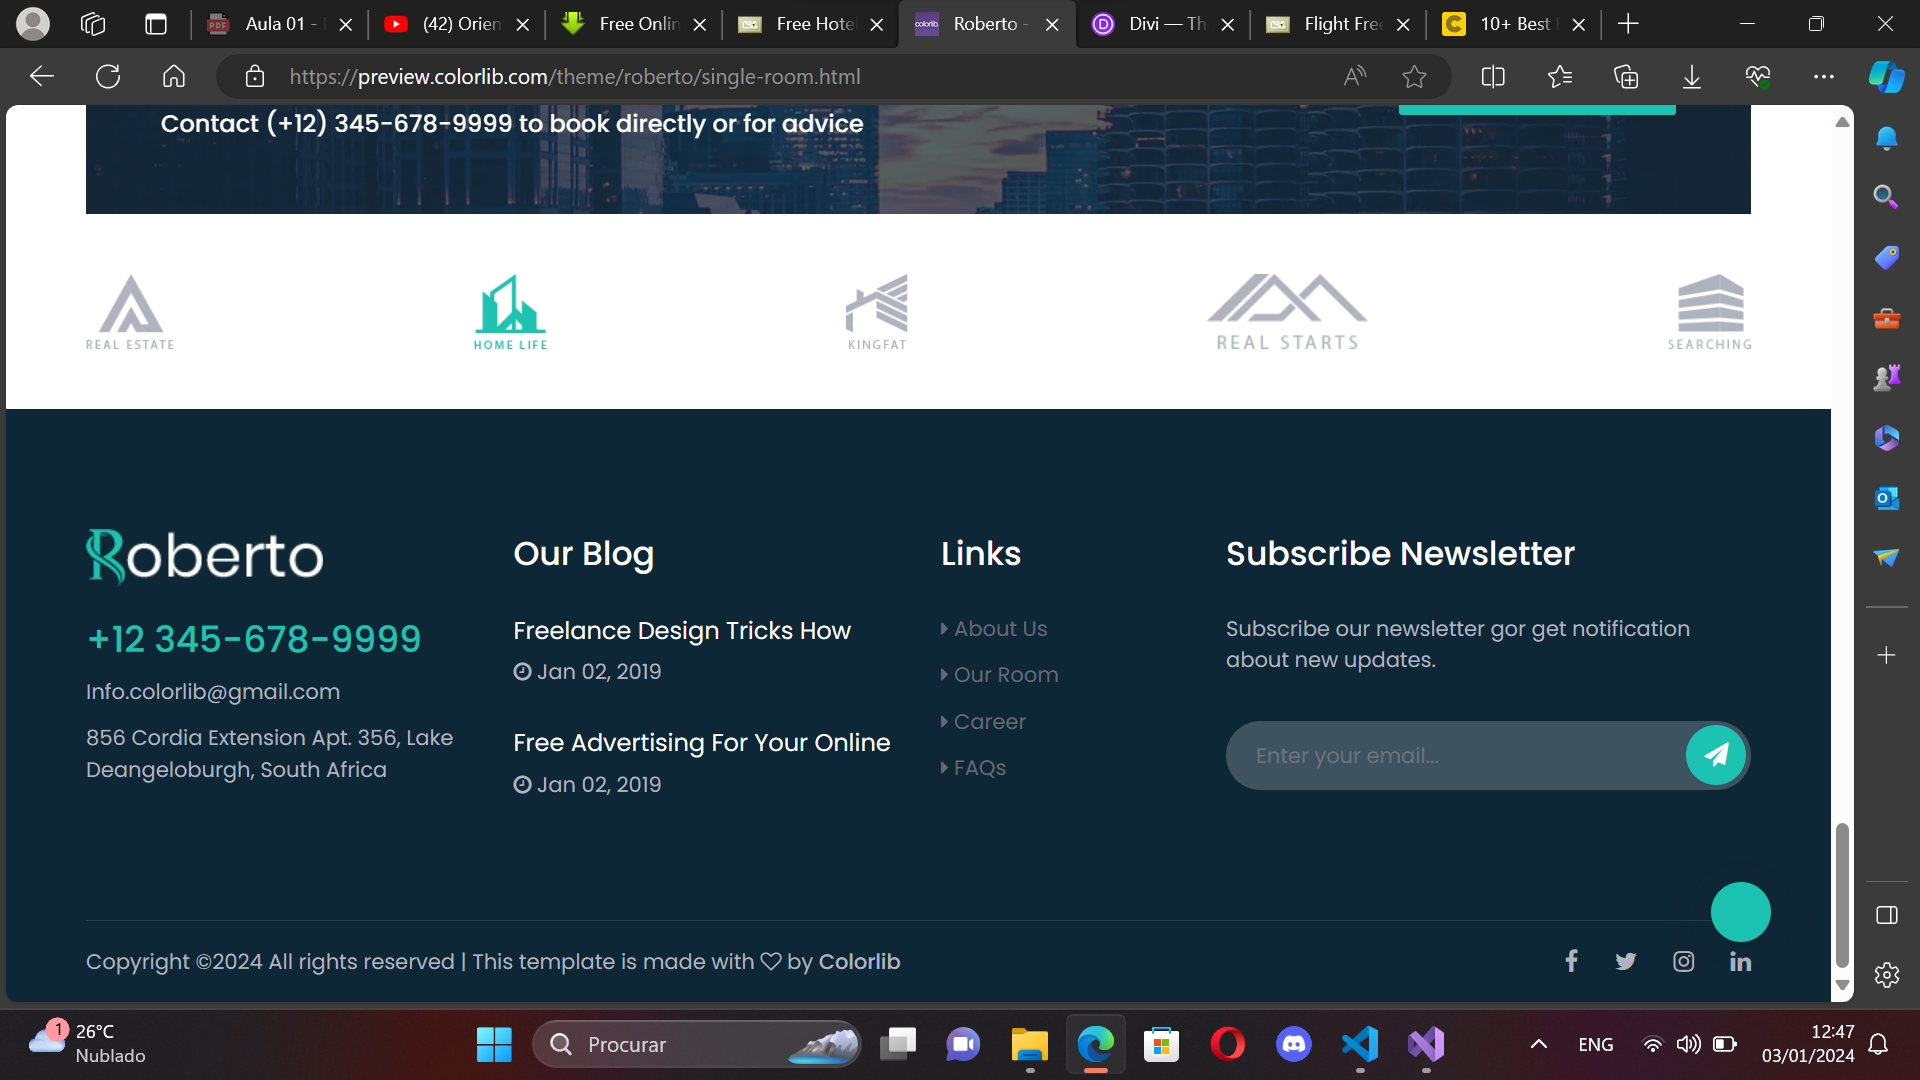 Aula 01 -
(42) Orien
Free Onlin
Free Hote
Roberto -
Divi — Th
Flight Free
10+ Best
https://preview.colorlib.com/theme/roberto/single-room.html
Contact (+12) 345-678-9999 to book directly or for advice
REAL ESTATE
HOME LIFE
KINGFAT
REAL STARTS
SEARCHING
Roberto
+12 345-678-9999
Info.colorlib@gmail.com
856 Cordia Extension Apt. 356, Lake
Deangeloburgh, South Africa
Our Blog
Freelance Design Tricks How
Jan 02, 2019
Free Advertising For Your Online
Jan 02, 2019
Links
About Us
Our Room
Career
FAQs
Subscribe Newsletter
Subscribe our newsletter gor get notification
about new updates.
Enter your email...
Copyright ©2024 All rights reserved | This template is made with ♡ by Colorlib
1
26°C
Nublado
Procurar
ENG
12:47
03/01/2024